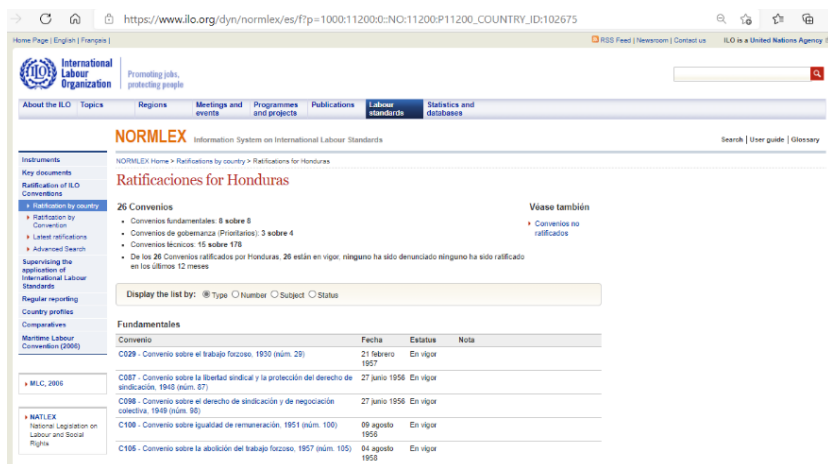 https://www.ilo.org/dyn/normlex/es/f?p=1000:11200:0::NO:11200:P11200_COUNTRY_ID:102675
Home Page | English | Français |
RSS Feed | Newsroom | Contact us
ILO is a United Nations Agency
International
Labour
Organization
Promoting jobs,
protecting people
About the ILO
Topics
Regions
Meetings and
events
Programmes
and projects
Publications
Labour
standards
Statistics and
databases
NORMLEX Information System on International Labour Standards
Search | User guide | Glossary
Instruments
Key documents
Ratification of ILO
Conventions
Ratification by country
Ratification by
Convention
Latest ratifications
Advanced Search
Supervising the
application of
International Labour
Standards
Regular reporting
Country profiles
Comparatives
Maritime Labour
Convention (2006)
MLC, 2006
NATLEX
National Legislation on
Labour and Social
Rights
NORMLEX Home > Ratifications by country > Ratifications for Honduras
Ratificaciones for Honduras
26 Convenios
Convenios fundamentales: 8 sobre 8
Convenios de gobernanza (Prioritarios): 3 sobre 4
Convenios técnicos: 15 sobre 178
De los 26 Convenios ratificados por Honduras, 26 están en vigor, ninguno ha sido denunciado ninguno ha sido ratificado
en los últimos 12 meses
Véase también
Convenios no
ratificados
Display the list by: Type Number Subject Status
Fundamentales
Convenio Fecha Estatus Nota
C029 - Convenio sobre el trabajo forzoso, 1930 (núm. 29) 21 febrero
1957 En vigor
C087 - Convenio sobre la libertad sindical y la protección del derecho de
sindicación, 1948 (núm. 87) 27 junio 1956 En vigor
C098 - Convenio sobre el derecho de sindicación y de negociación
colectiva, 1949 (núm. 98) 27 junio 1956 En vigor
C100 - Convenio sobre igualdad de remuneración, 1951 (núm. 100) 09 agosto
1956 En vigor
C105 - Convenio sobre la abolición del trabajo forzoso, 1957 (núm. 105) 04 agosto
1958 En vigor